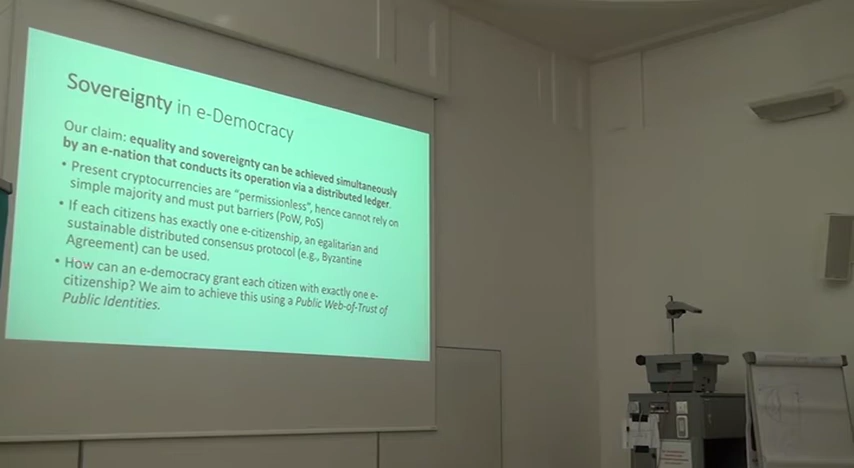 Sovereignty in e-Democracy
Our claim: equality and sovereignty can be achieved simultaneously
by an e-nation that conducts its operation via a distributed ledger.
• Present cryptocurrencies are "permissionless", hence cannot rely on
simple majority and must put barriers (PoW, PoS)
• If each citizens has exactly one e-citizenship, an egalitarian and
sustainable distributed consensus protocol (e.g., Byzantine
Agreement) can be used.
• How can an e-democracy grant each citizen with exactly one e-
citizenship? We aim to achieve this using a Public Web-of-Trust of
Public Identities.